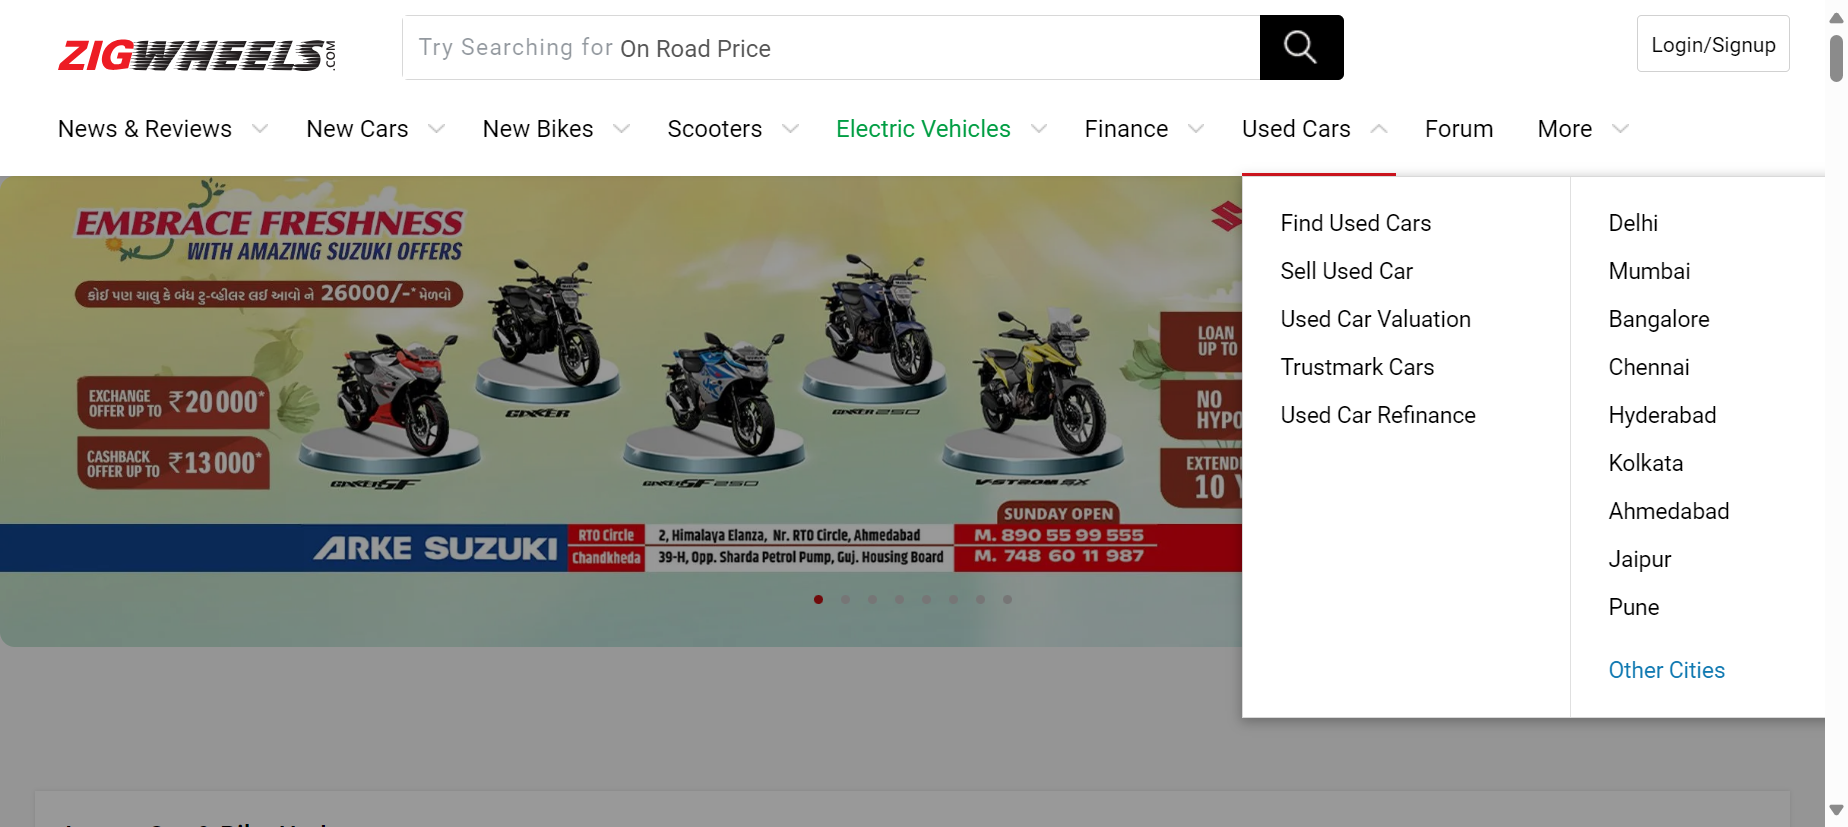 ZIGWHEELS.COM
Try Searching for On Road Price
Login/Signup
News & Reviews
New Cars
New Bikes
Scooters
Electric Vehicles
Finance
Used Cars
Forum
More
EMBRACE FRESHNESS
WITH AMAZING SUZUKI OFFERS
કોઈ પણ ચાલુ કે બંધ ટુ-વ્હીલર લઈ આવો ને 26000/-* મેળવો
EXCHANGE
OFFER UP TO ₹20000*
CASHBACK
OFFER UP TO ₹13000*
GIXXER SF
GIXXER
GIXXER SF 250
GIXXER 250
V-STROM SX
LOAN
UP TO
NO
10
SUNDAY OPEN
ARKE SUZUKI
RTO Circle
2, Himalaya Elanza, Nr. RTO Circle, Ahmedabad
M. 890 55 99 555
Chandkheda
39-H, Opp. Sharda Petrol Pump, Guj. Housing Board
M. 748 60 11 987
Find Used Cars
Sell Used Car
Used Car Valuation
Trustmark Cars
Used Car Refinance
Delhi
Mumbai
Bangalore
Chennai
Hyderabad
Kolkata
Ahmedabad
Jaipur
Pune
Other Cities